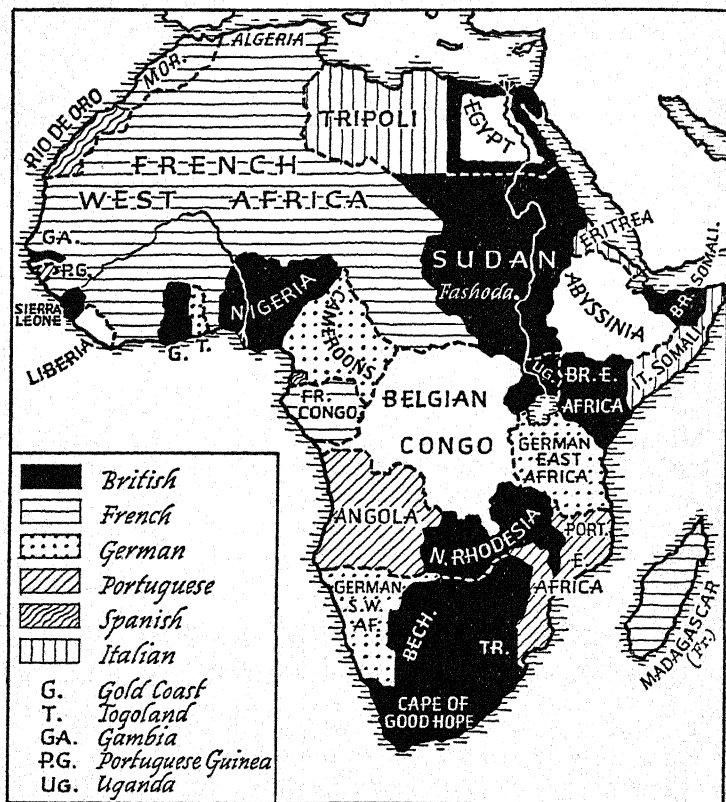 ALGERIA
MOR.
RIO DE ORO
TRIPOLI
EGYPT
FRENCH
WEST AFRICA
GA.
P.G.
SIERRA
LEONE
LIBERIA
G.
T.
NIGERIA
CAMEROONS
SUDAN
Fashoda.
ERITREA
ABYSSINIA
BR. SOMALI.
IT. SOMALI
UG.
BR. E.
AFRICA
FR.
CONGO
BELGIAN
CONGO
GERMAN
EAST
AFRICA
ANGOLA
N. RHODESIA
PORT.
E.
AFRICA
GERMAN
S.W.
AF.
BECH.
TR.
CAPE OF
GOOD HOPE
MADAGASCAR
(Fr.)
British
French
German
Portuguese
Spanish
Italian
G. Gold Coast
T. Togoland
GA. Gambia
P.G. Portuguese Guinea
UG. Uganda